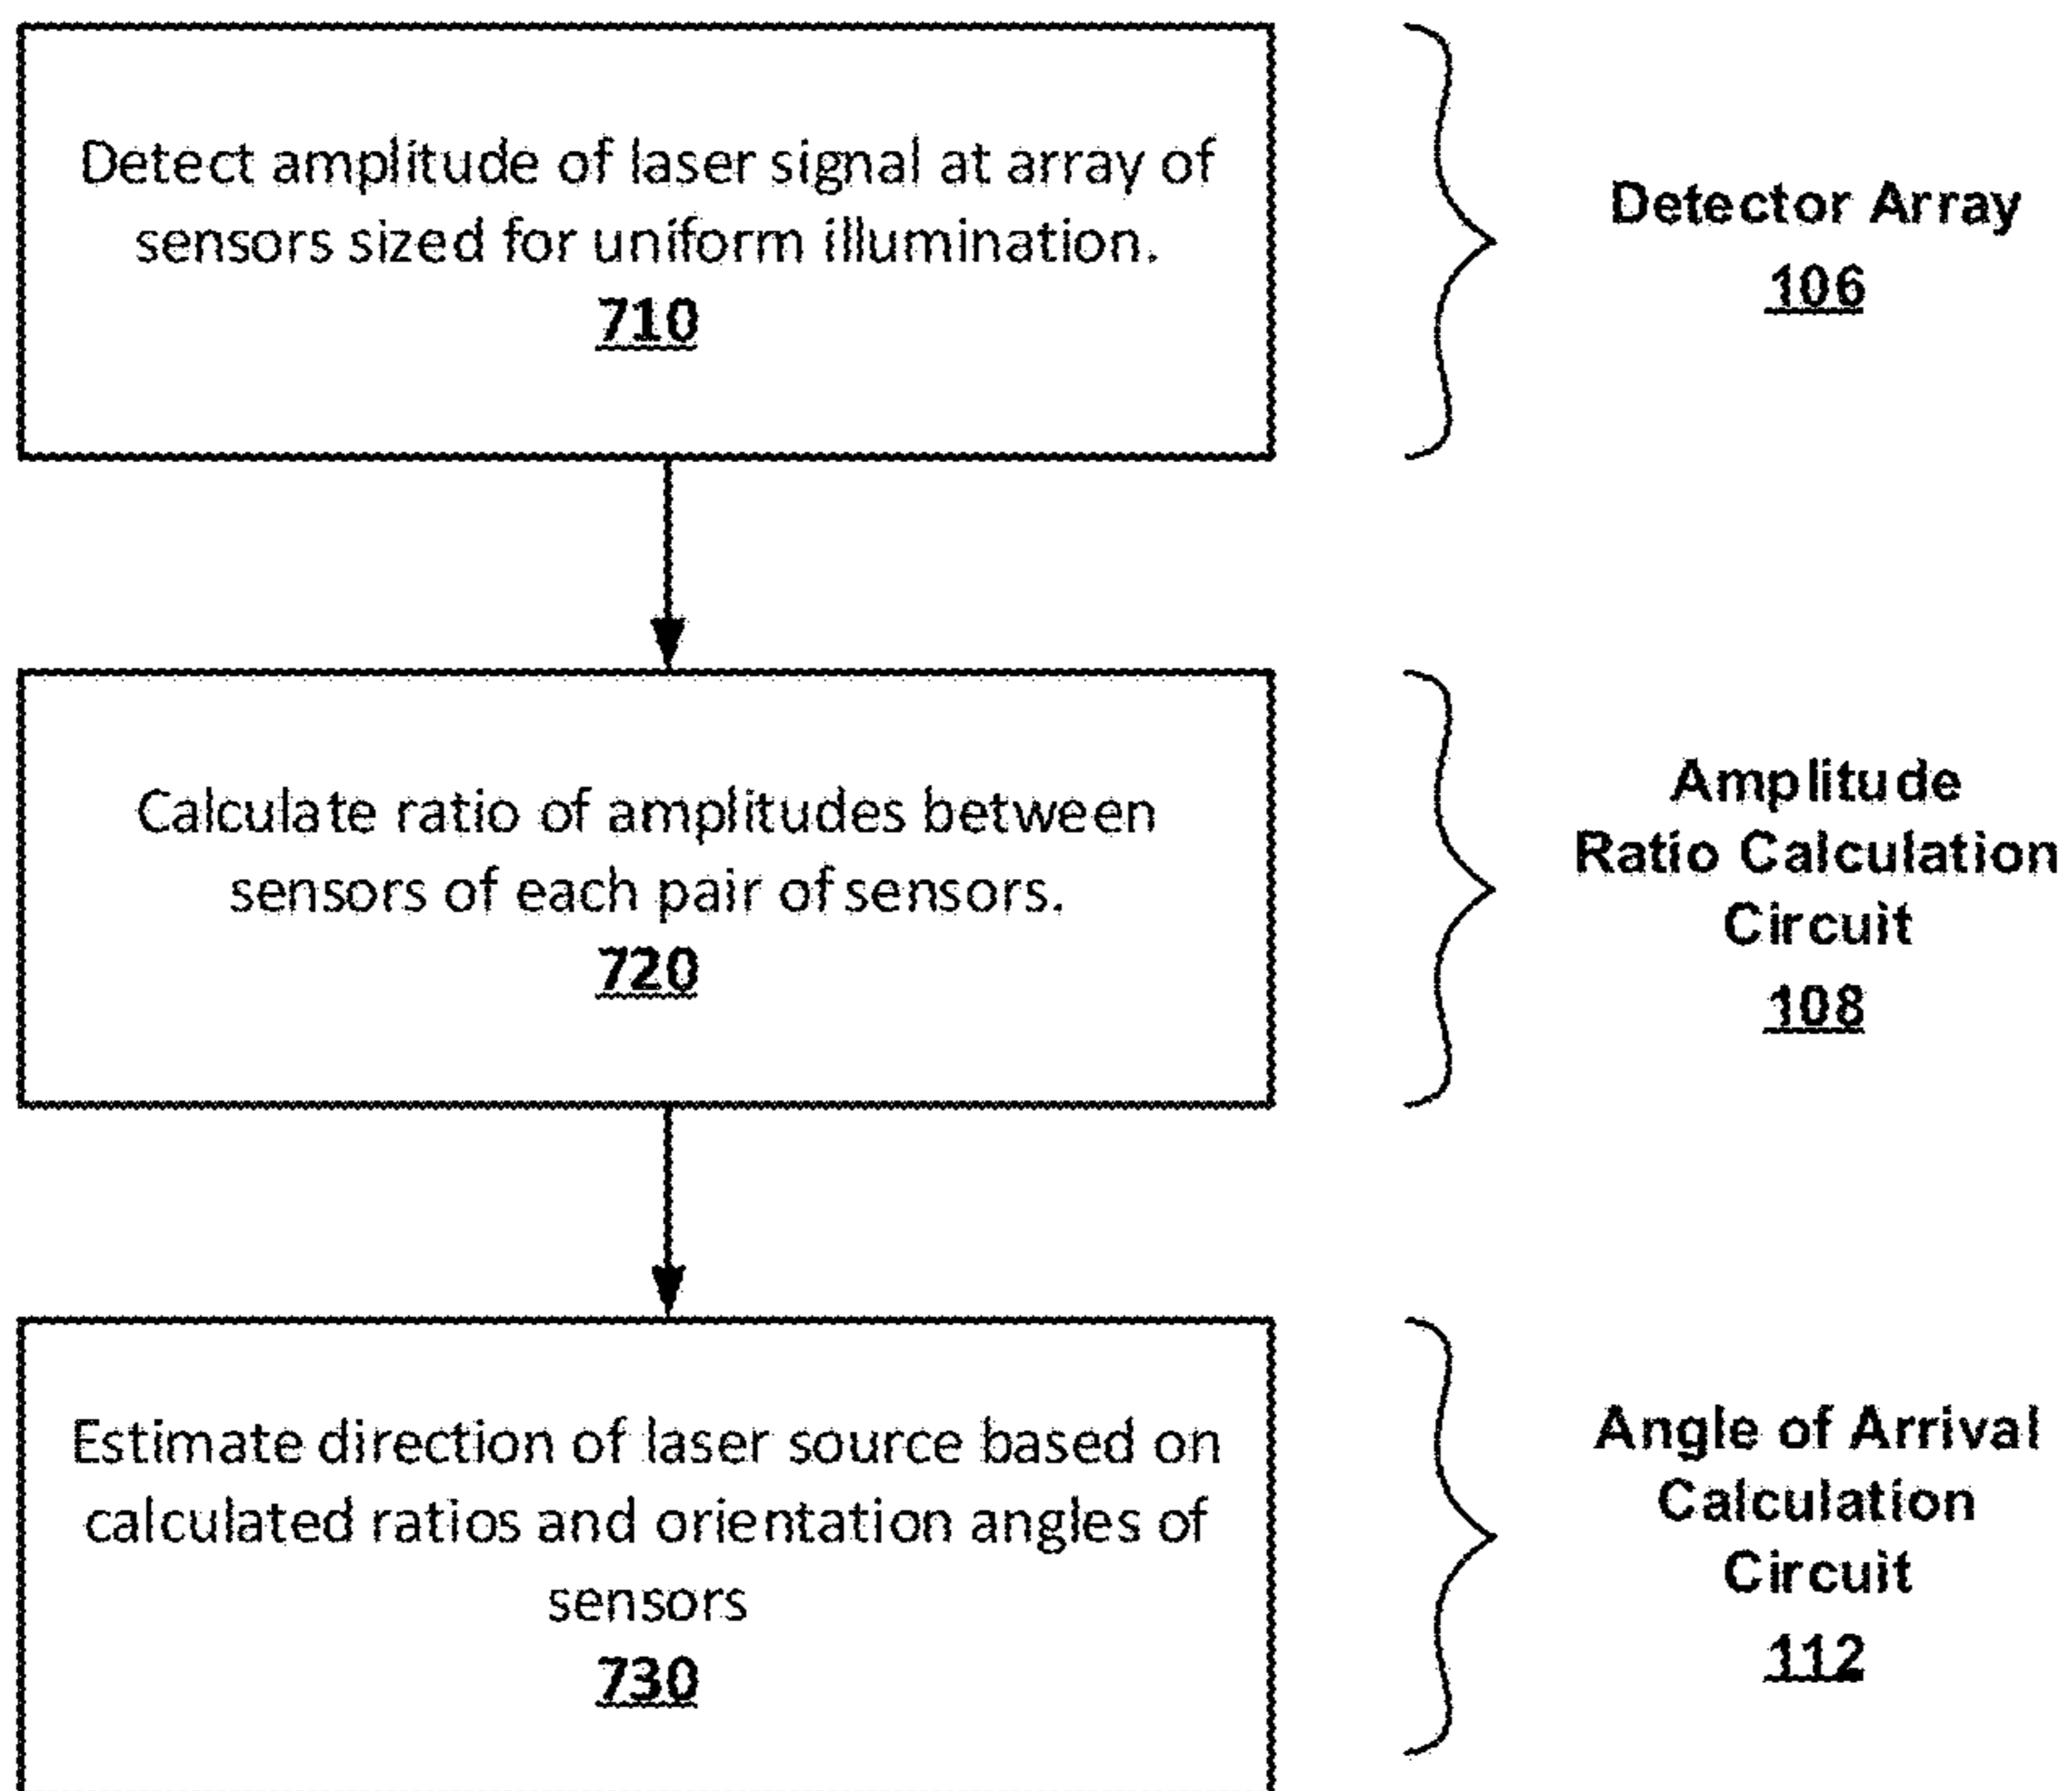 Detect amplitude of laser signal at array of
sensors sized for uniform illumination.
710
Detector Array
106
Calculate ratio of amplitudes between
sensors of each pair of sensors.
720
Amplitude
Ratio Calculation
Circuit
108
Estimate direction of laser source based on
calculated ratios and orientation angles of
sensors
730
Angle of Arrival
Calculation
Circuit
112